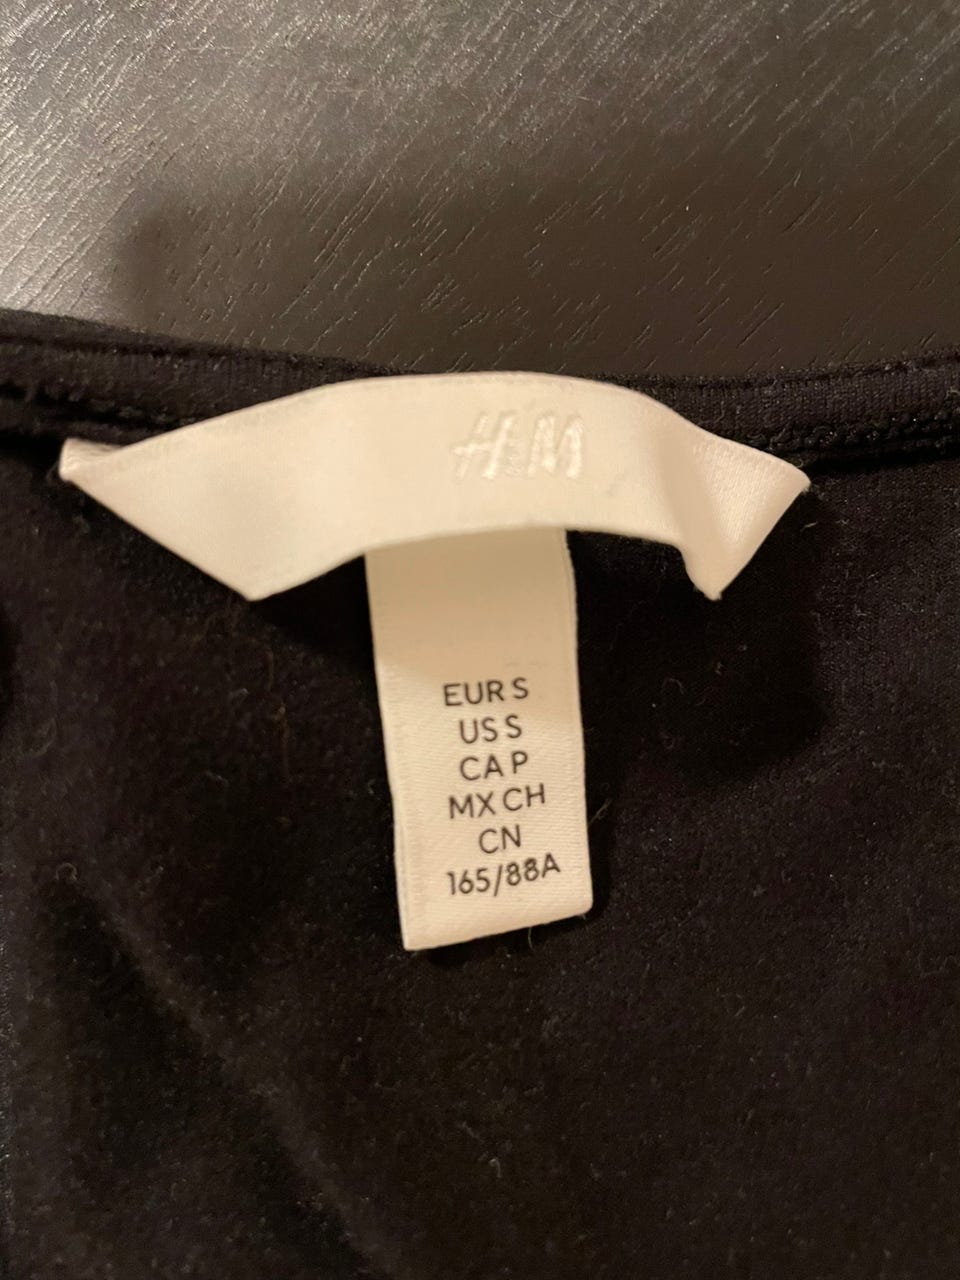 H&M
EUR S
US S
CA P
MX CH
CN
165/88A